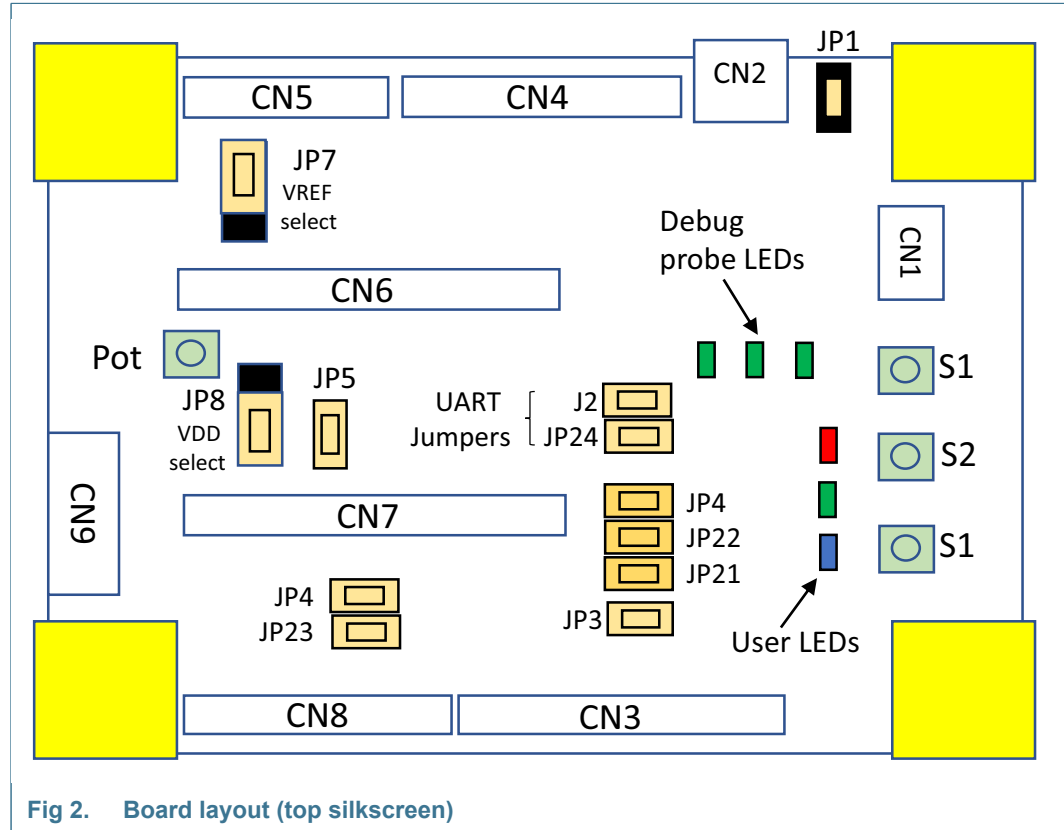 JP1
CN2
CN5
CN4
JP7
VREF
select
Debug
probe LEDs
CN1
CN6
Pot
JP8
VDD
select
JP5
UART
Jumpers
J2
JP24
S1
S2
S1
CN9
CN7
JP4
JP22
JP21
JP3
JP4
JP23
User LEDs
CN8
CN3
Fig 2. Board layout (top silkscreen)